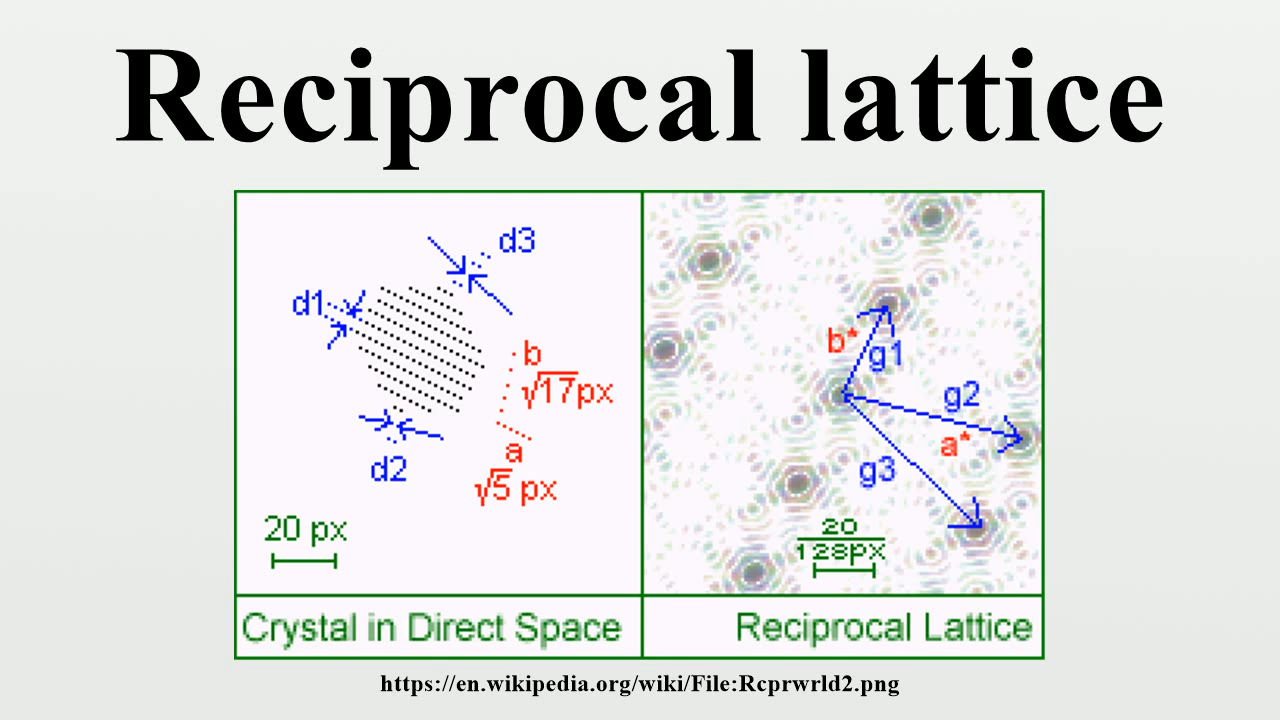 Reciprocal lattice
d3
d1
b
√17px
a
√5 px
d2
20 px
b*
g1
g2
a*
g3
20
128px
Crystal in Direct Space
Reciprocal Lattice
https://en.wikipedia.org/wiki/File:Rcprwrld2.png